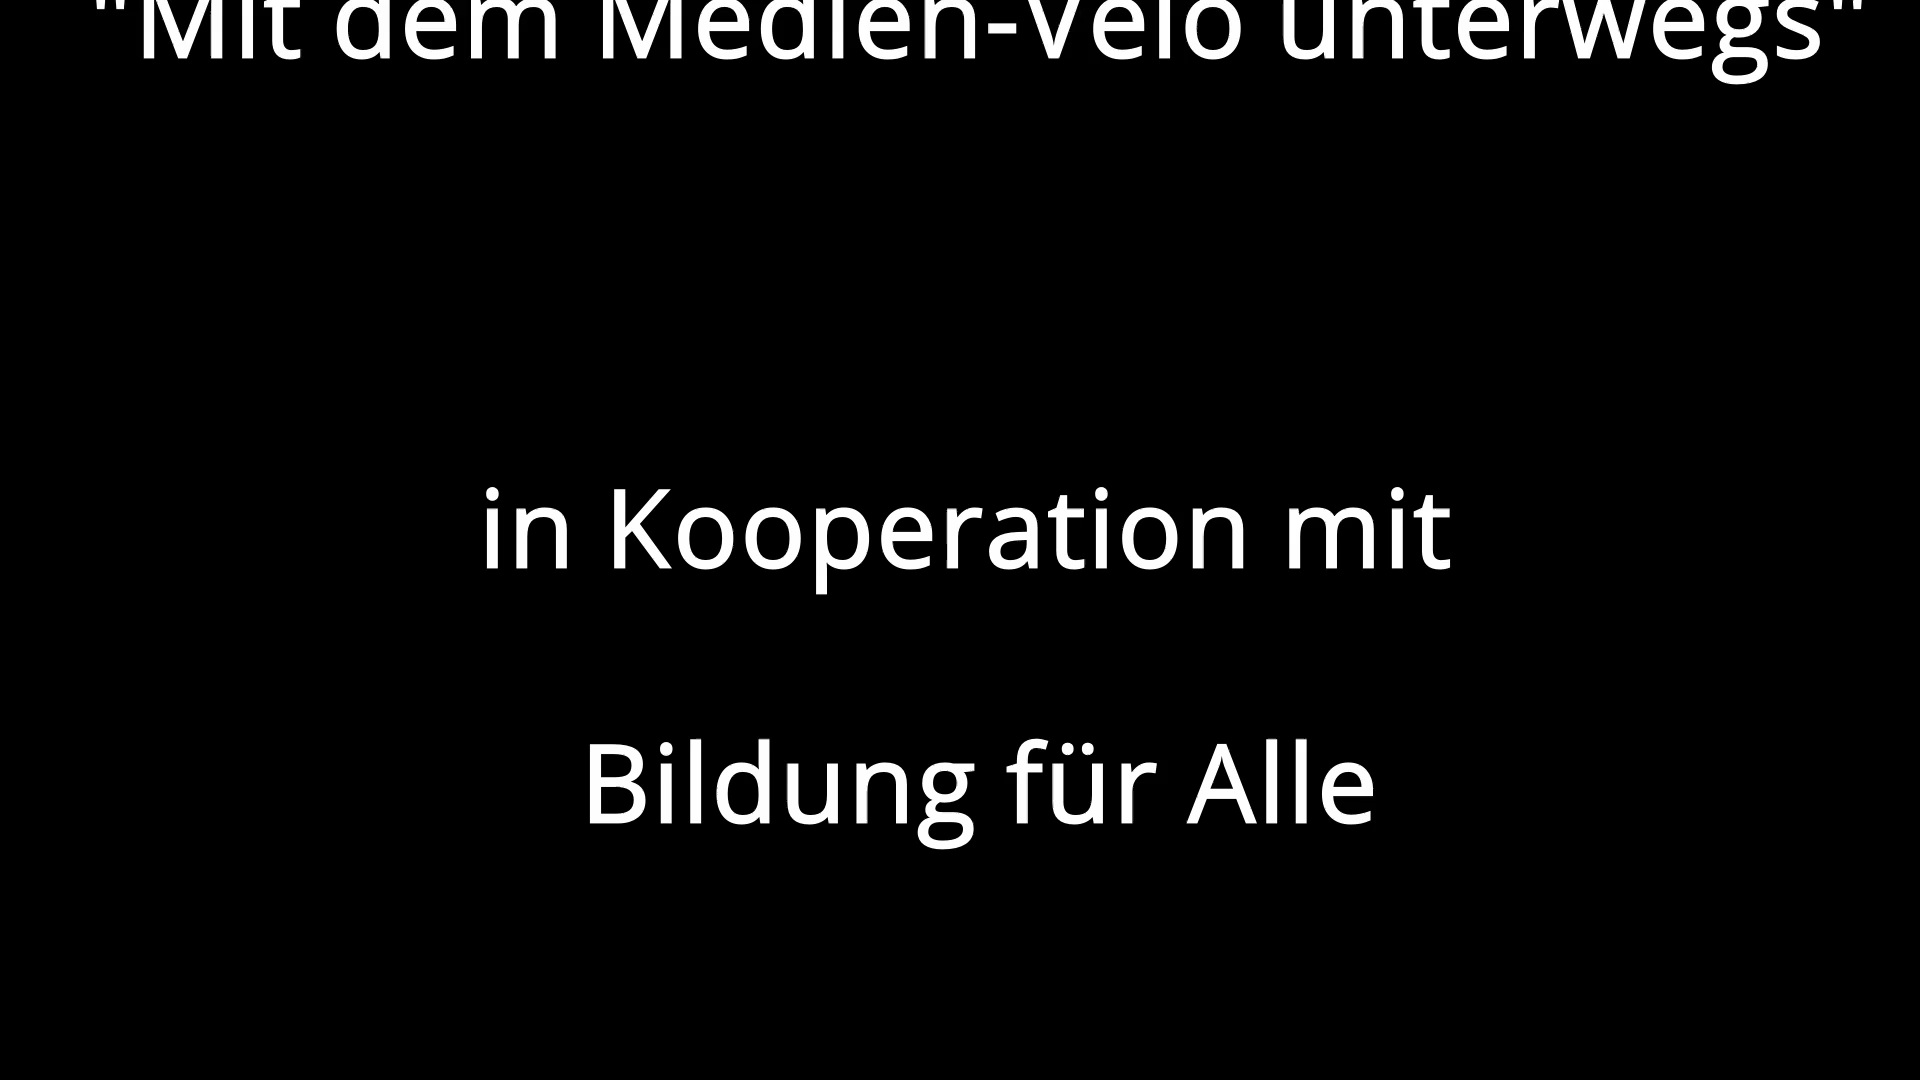 "Mit dem Medien-Velo unterwegs"
in Kooperation mit
Bildung für Alle